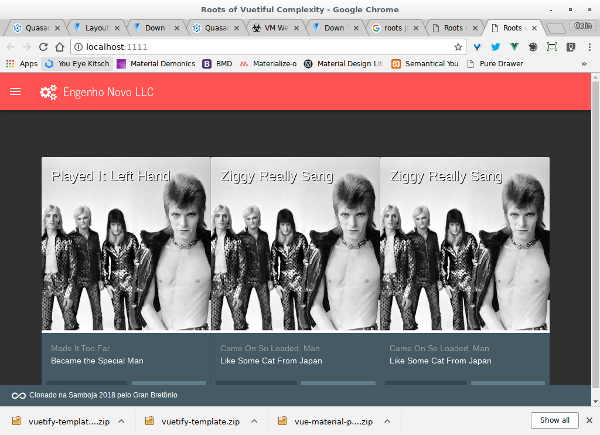 Roots of Vuetiful Complexity - Google Chrome
Quasar
Layout
Down
Quasar
VM We
Down
roots j
Roots
Roots
Colin
localhost:1111
Apps
You Eye Kitsch
Material Demonics
BMD
Materialize-o
Material Design Lit
Semantical You
Pure Drawer
»
Engenho Novo LLC
Played It Left Hand
Ziggy Really Sang
Ziggy Really Sang
Made It Too Far
Became the Special Man
Came On So Loaded, Man
Like Some Cat From Japan
Came On So Loaded, Man
Like Some Cat From Japan
Clonado na Samboja 2018 pelo Gran Bretônio
vuetify-templat....zip
vuetify-template.zip
vue-material-p....zip
Show all